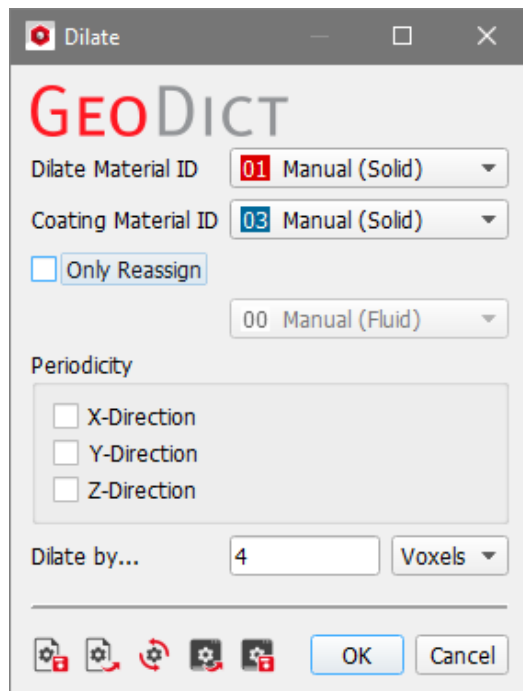 Dilate
GEODICT
Dilate Material ID 01 Manual (Solid)
Coating Material ID 03 Manual (Solid)
Only Reassign
00 Manual (Fluid)
Periodicity
X-Direction
Y-Direction
Z-Direction
Dilate by... 4 Voxels
OK Cancel